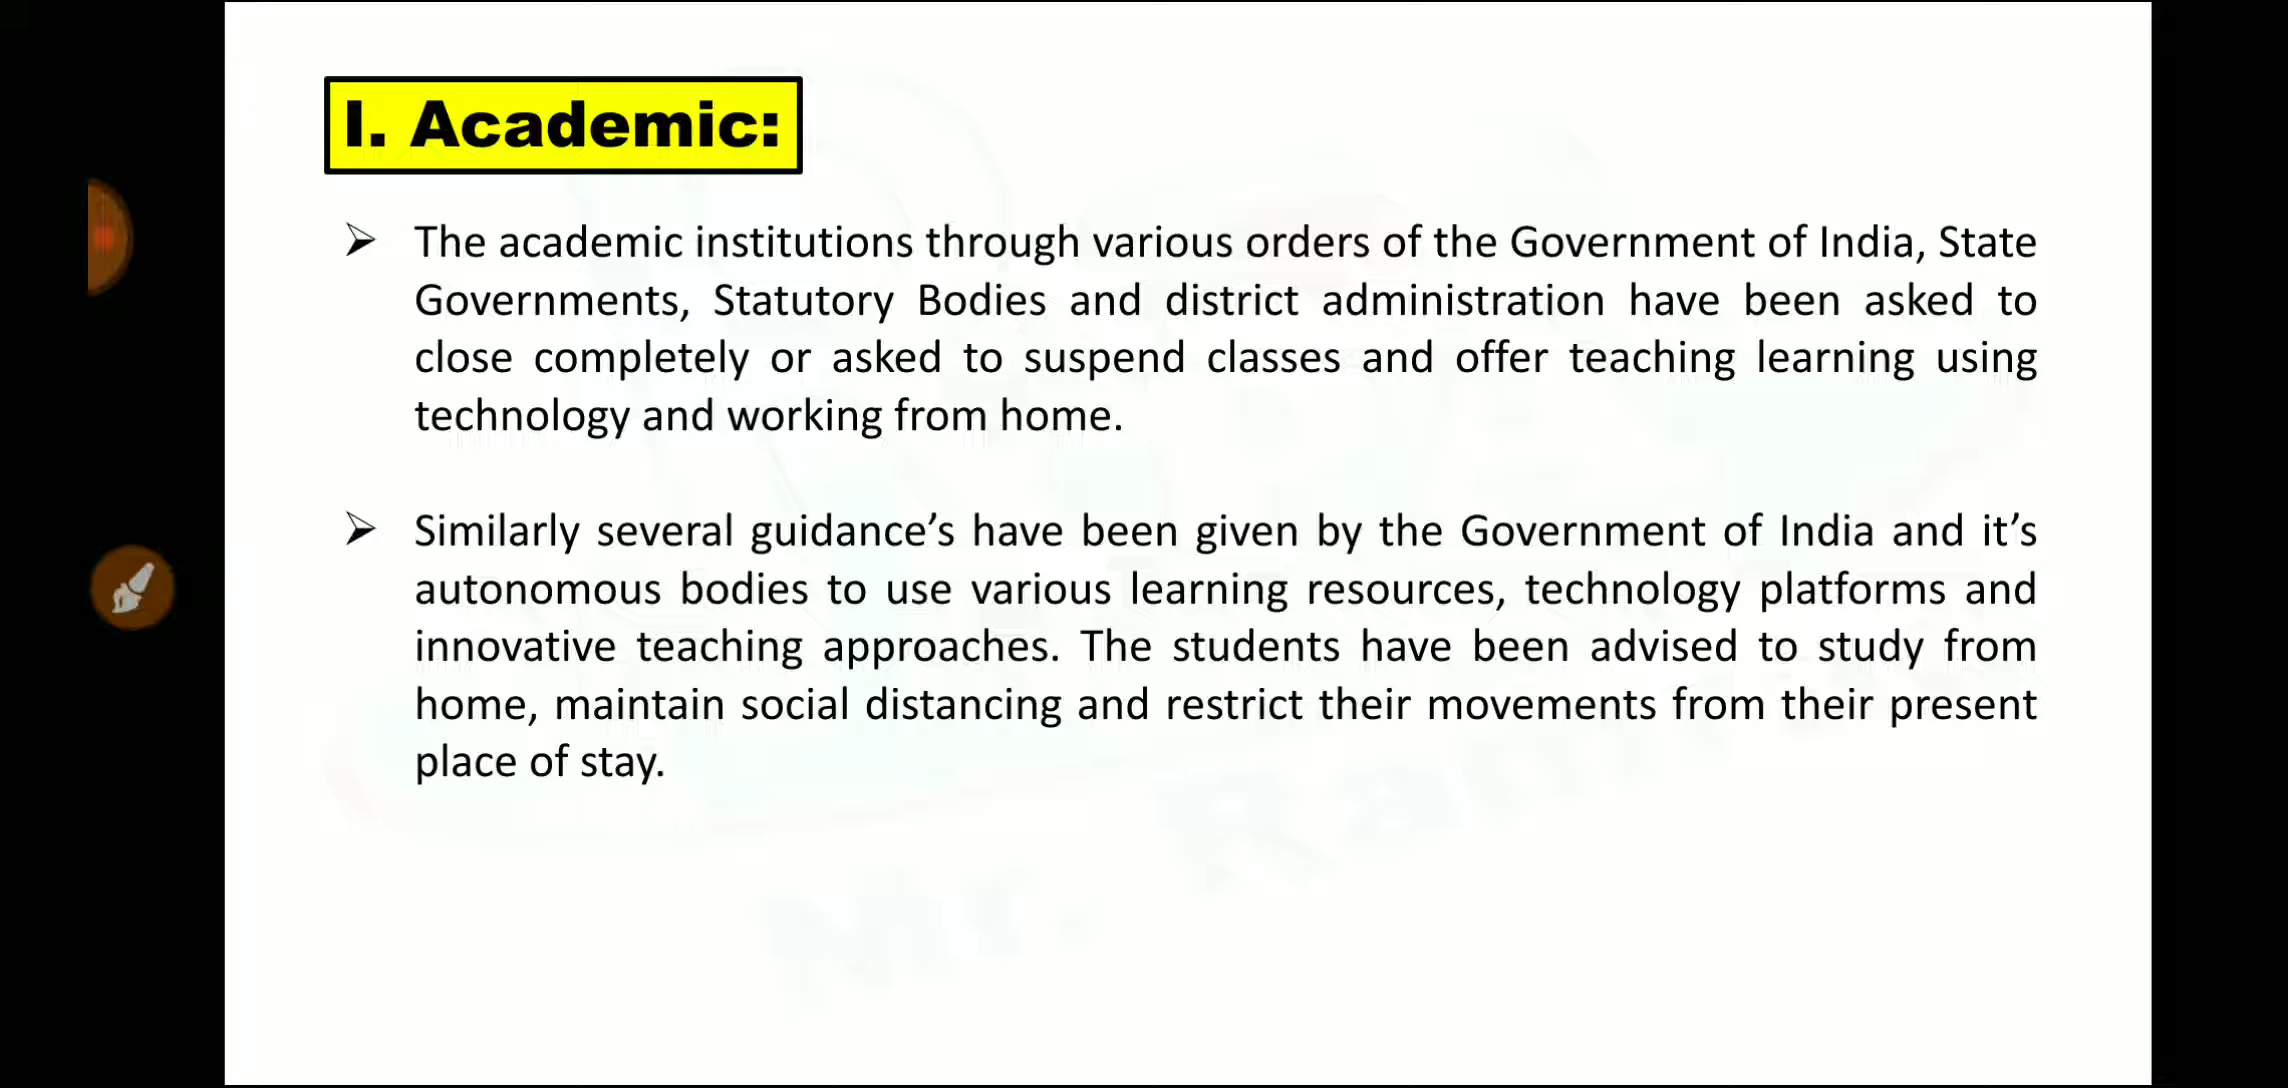 I. Academic:
➢ The academic institutions through various orders of the Government of India, State
Governments, Statutory Bodies and district administration have been asked to
close completely or asked to suspend classes and offer teaching learning using
technology and working from home.
➢ Similarly several guidance’s have been given by the Government of India and it’s
autonomous bodies to use various learning resources, technology platforms and
innovative teaching approaches. The students have been advised to study from
home, maintain social distancing and restrict their movements from their present
place of stay.